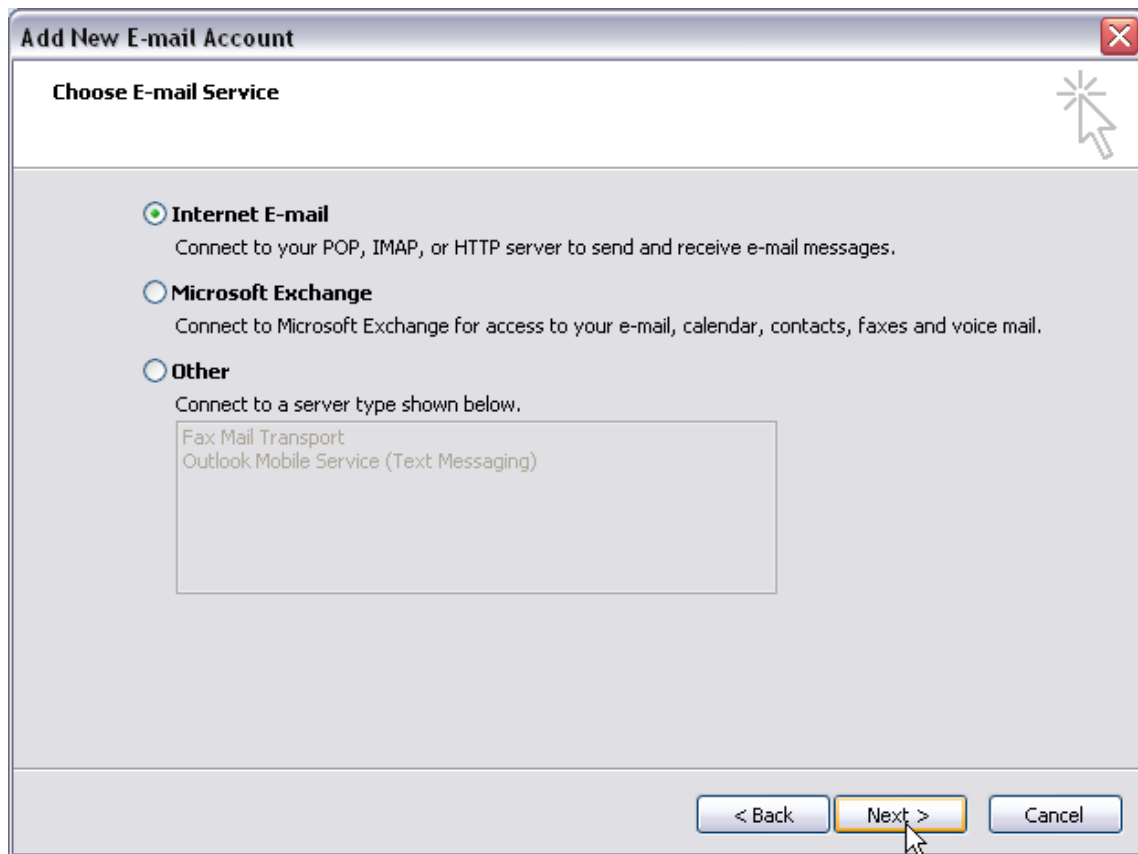 Add New E-mail Account
Choose E-mail Service
Internet E-mail
Connect to your POP, IMAP, or HTTP server to send and receive e-mail messages.
Microsoft Exchange
Connect to Microsoft Exchange for access to your e-mail, calendar, contacts, faxes and voice mail.
Other
Connect to a server type shown below.
Fax Mail Transport
Outlook Mobile Service (Text Messaging)
< Back Next > Cancel